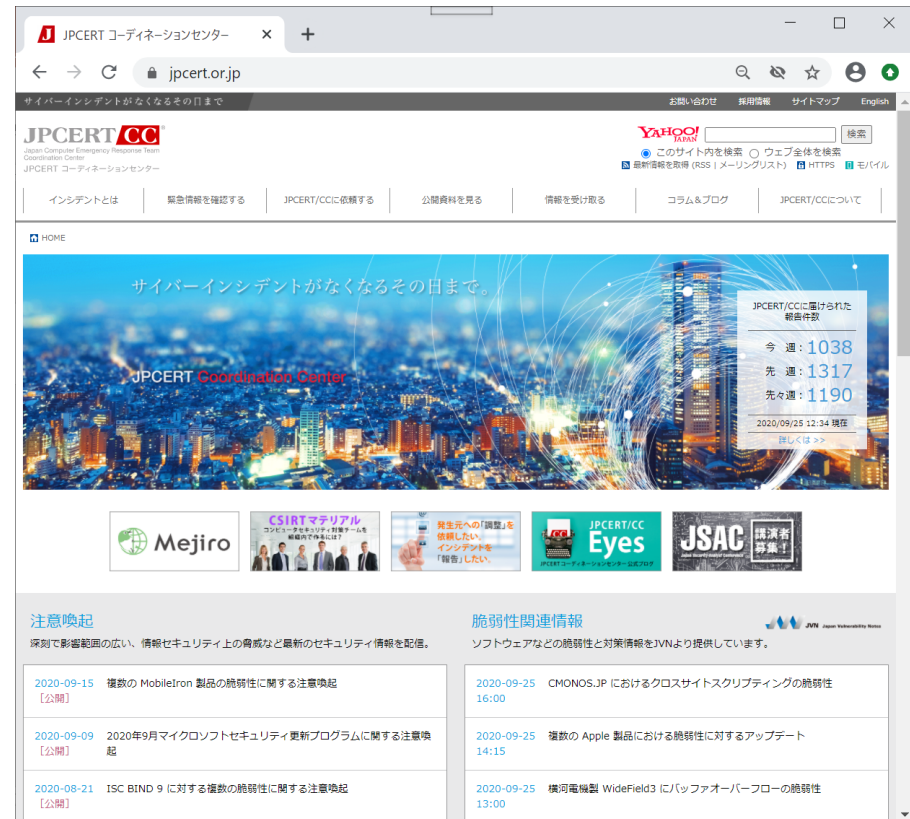 JPCERT コーディネーションセンター
jpcert.or.jp
サイバーインシデントがなくなるその日まで
お問い合わせ 採用情報 サイトマップ English
JPCERT CC®
Japan Computer Emergency Response Team
Coordination Center
JPCERT コーディネーションセンター
YAHOO! JAPAN 検索
このサイト内を検索 ウェブ全体を検索
最新情報を取得 (RSS | メーリングリスト) HTTPS モバイル
インシデントとは 緊急情報を確認する JPCERT/CCに依頼する 公開資料を見る 情報を受け取る コラム&ブログ JPCERT/CCについて
HOME
サイバーインシデントがなくなるその日まで。
JPCERT Coordination Center
JPCERT/CCに届けられた
報告件数
今 週：1038
先 週：1317
先々週：1190
2020/09/25 12:34 現在
詳しくは >>
Mejiro
CSIRTマテリアル
コンピュータセキュリティ対策チームを
組織内で作るには?
発生元への「調整」を
依頼したい。
インシデントを
「報告」したい。
JPCERT/CC
Eyes
JPCERTコーディネーションセンター公式ブログ
JSAC 講演者
募集!
Japan Security Analyst Conference
注意喚起
深刻で影響範囲の広い、情報セキュリティ上の脅威など最新のセキュリティ情報を配信。
2020-09-15 複数の MobileIron 製品の脆弱性に関する注意喚起
［公開］
2020-09-09 2020年9月マイクロソフトセキュリティ更新プログラムに関する注意喚
［公開］ 起
2020-08-21 ISC BIND 9 に対する複数の脆弱性に関する注意喚起
［公開］
脆弱性関連情報
JVN Japan Vulnerability Notes
ソフトウェアなどの脆弱性と対策情報をJVNより提供しています。
2020-09-25 CMONOS.JP におけるクロスサイトスクリプティングの脆弱性
16:00
2020-09-25 複数の Apple 製品における脆弱性に対するアップデート
14:15
2020-09-25 横河電機製 WideField3 にバッファオーバーフローの脆弱性
13:00